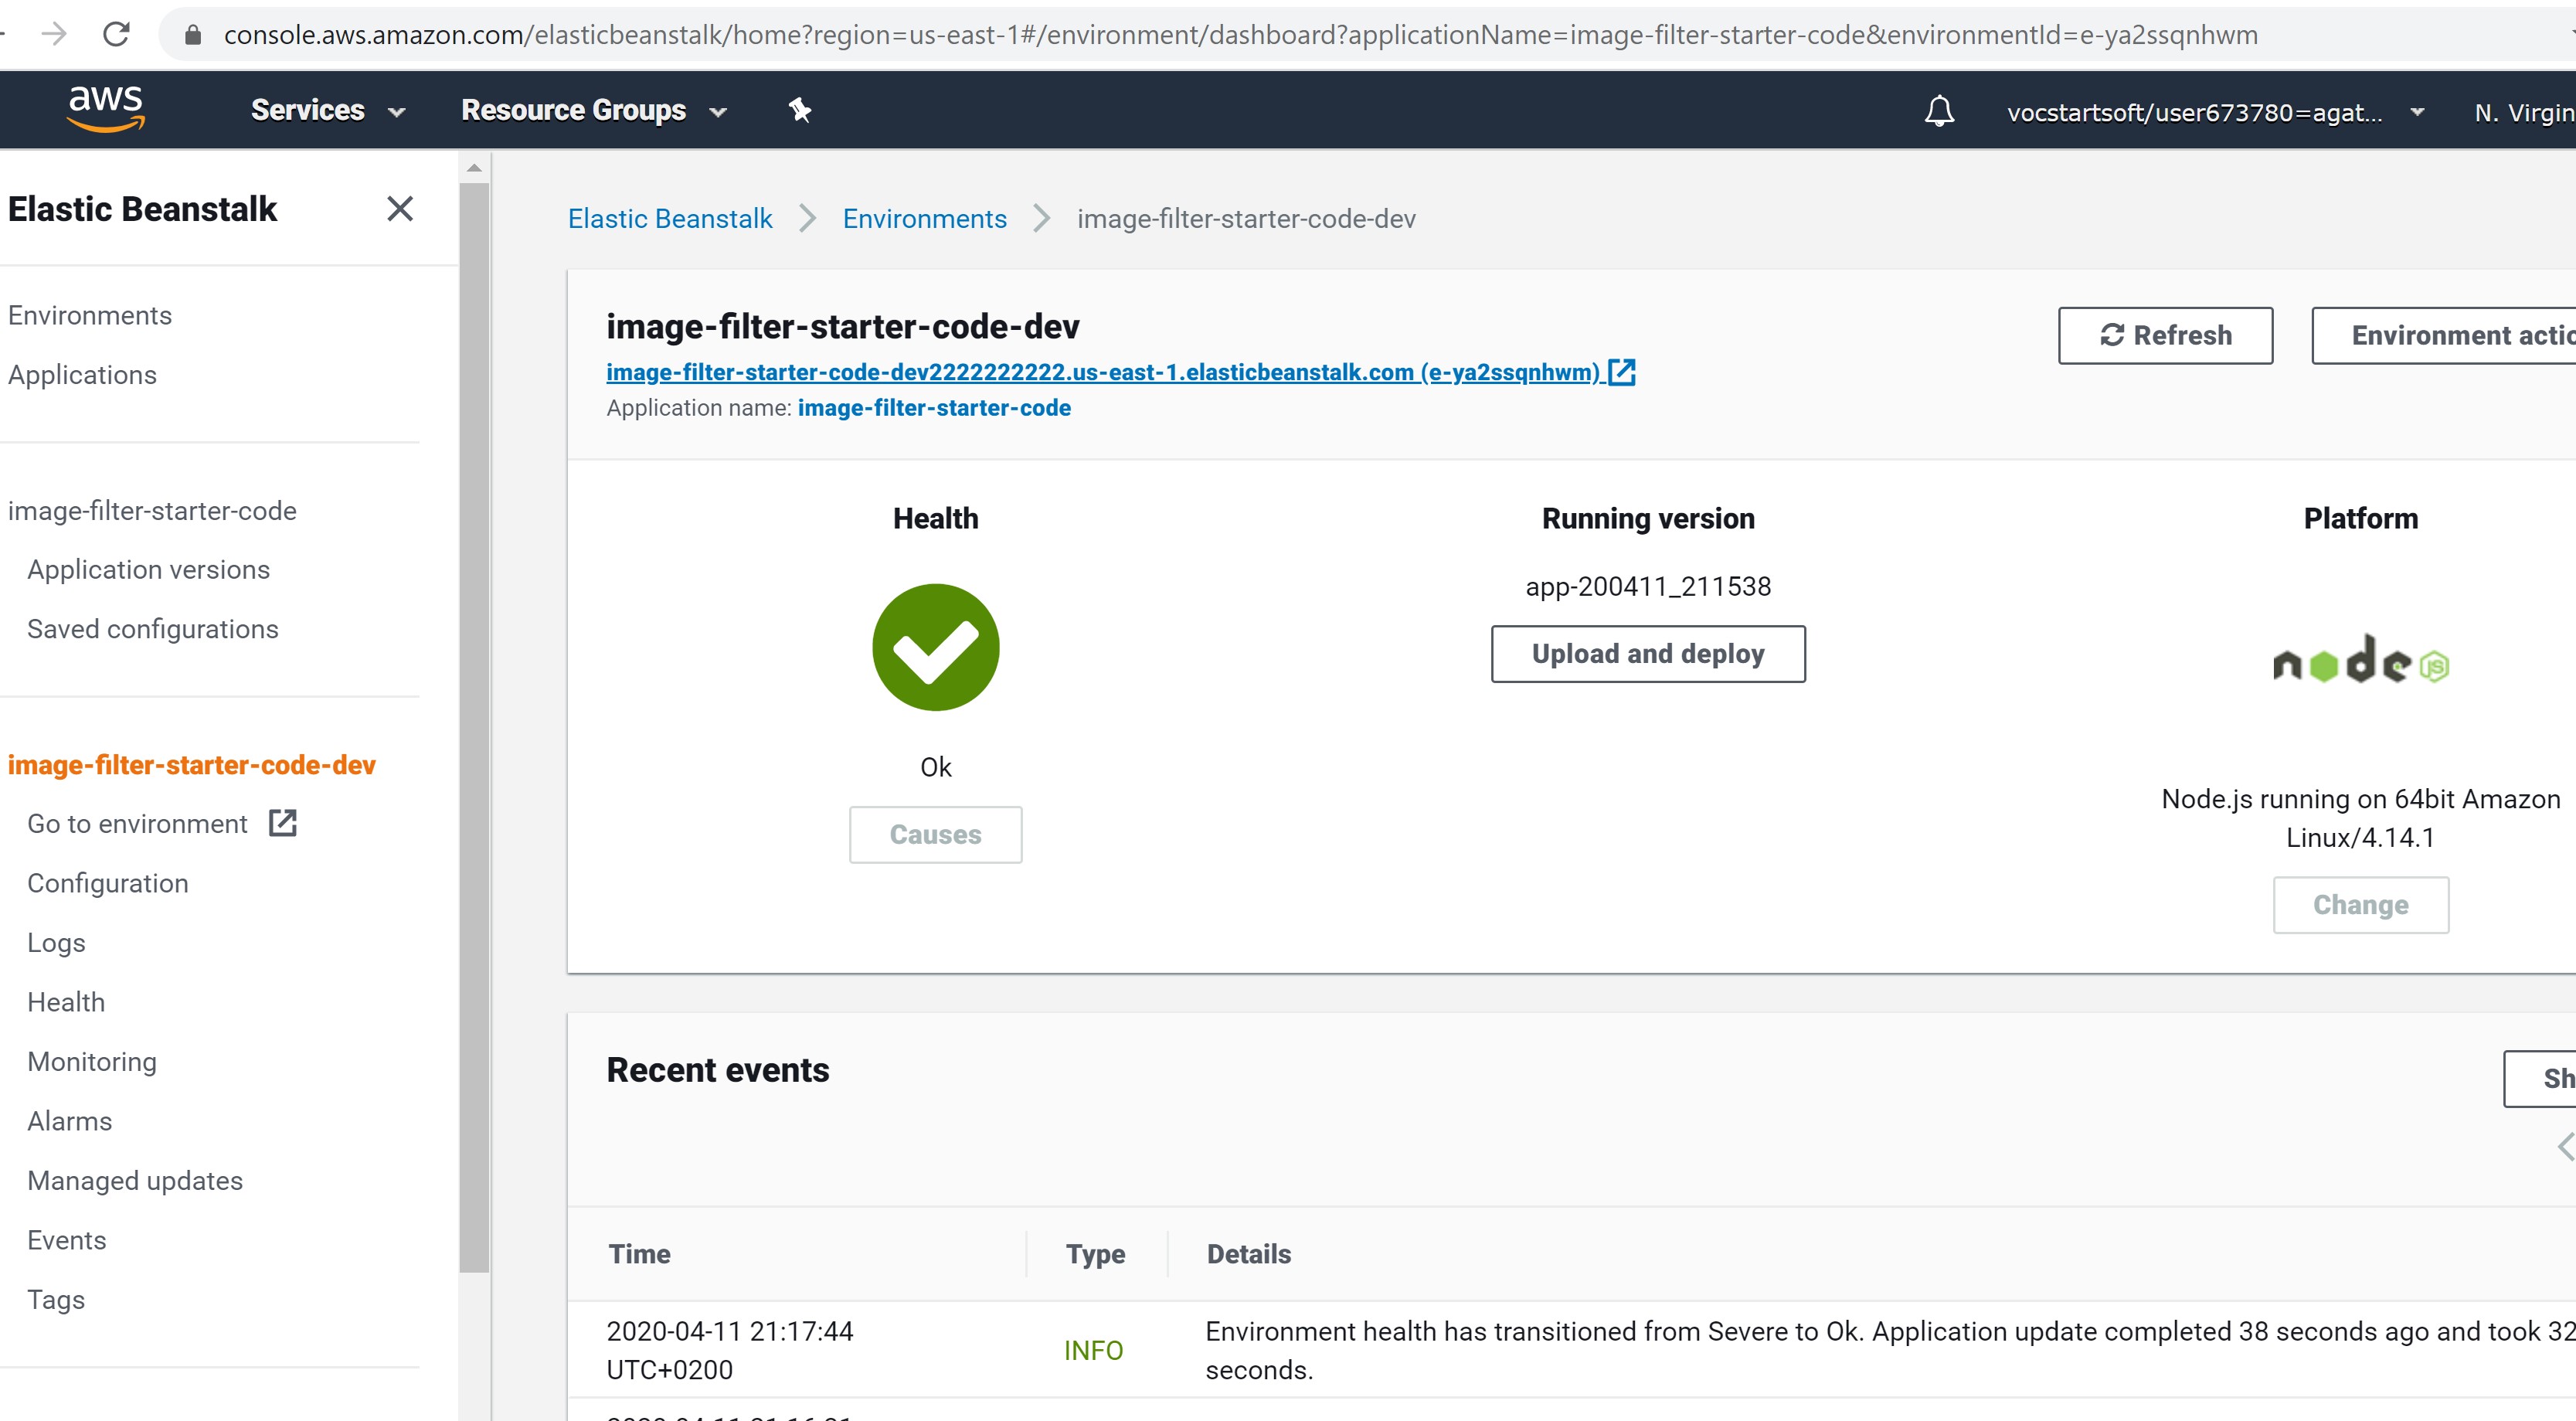 console.aws.amazon.com/elasticbeanstalk/home?region=us-east-1#/environment/dashboard?applicationName=image-filter-starter-code&environmentId=e-ya2ssqnhwm
aws
Services
Resource Groups
vocstartsoft/user673780=agat...
N. Virgin
Elastic Beanstalk
Environments
Applications
image-filter-starter-code
Application versions
Saved configurations
image-filter-starter-code-dev
Go to environment
Configuration
Logs
Health
Monitoring
Alarms
Managed updates
Events
Tags
Elastic Beanstalk
Environments
image-filter-starter-code-dev
image-filter-starter-code-dev
Refresh
Environment actio
image-filter-starter-code-dev2222222222.us-east-1.elasticbeanstalk.com (e-ya2ssqnhwm)
Application name: image-filter-starter-code
Health
Ok
Causes
Running version
app-200411_211538
Upload and deploy
Platform
node JS
Node.js running on 64bit Amazon
Linux/4.14.1
Change
Recent events
Sh
Time
Type
Details
2020-04-11 21:17:44
UTC+0200
INFO
Environment health has transitioned from Severe to Ok. Application update completed 38 seconds ago and took 32
seconds.